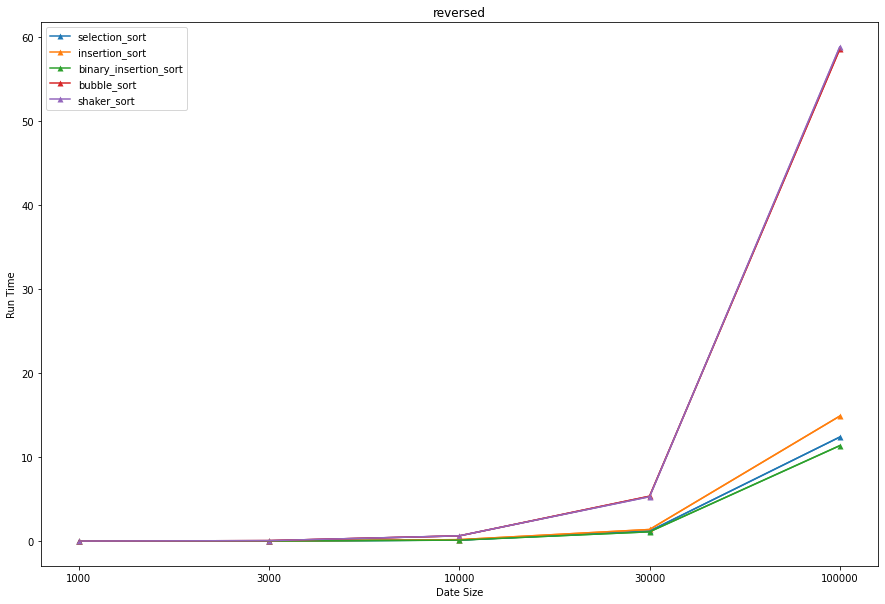 reversed
selection_sort
insertion_sort
binary_insertion_sort
bubble_sort
shaker_sort
60
50
40
30
20
10
0
Run Time
1000 3000 10000 30000 100000
Date Size